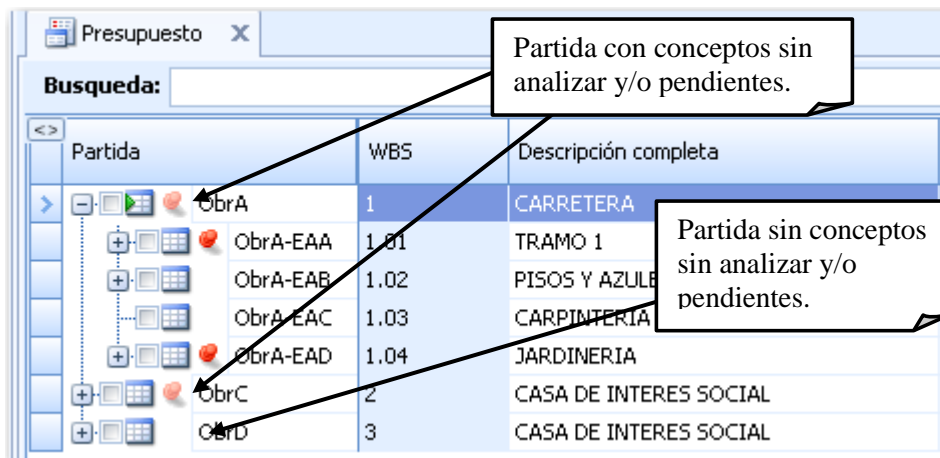 Presupuesto X
Partida con conceptos sin
analizar y/o pendientes.
Busqueda:
<>
Partida WBS Descripción completa
ObrA 1 CARRETERA
ObrA-EAA 1.01 TRAMO 1
ObrA-EAB 1.02 PISOS Y AZULE
ObrA-EAC 1.03 CARPINTERIA
ObrA-EAD 1.04 JARDINERIA
ObrC 2 CASA DE INTERES SOCIAL
ObrD 3 CASA DE INTERES SOCIAL
Partida sin conceptos
sin analizar y/o
pendientes.